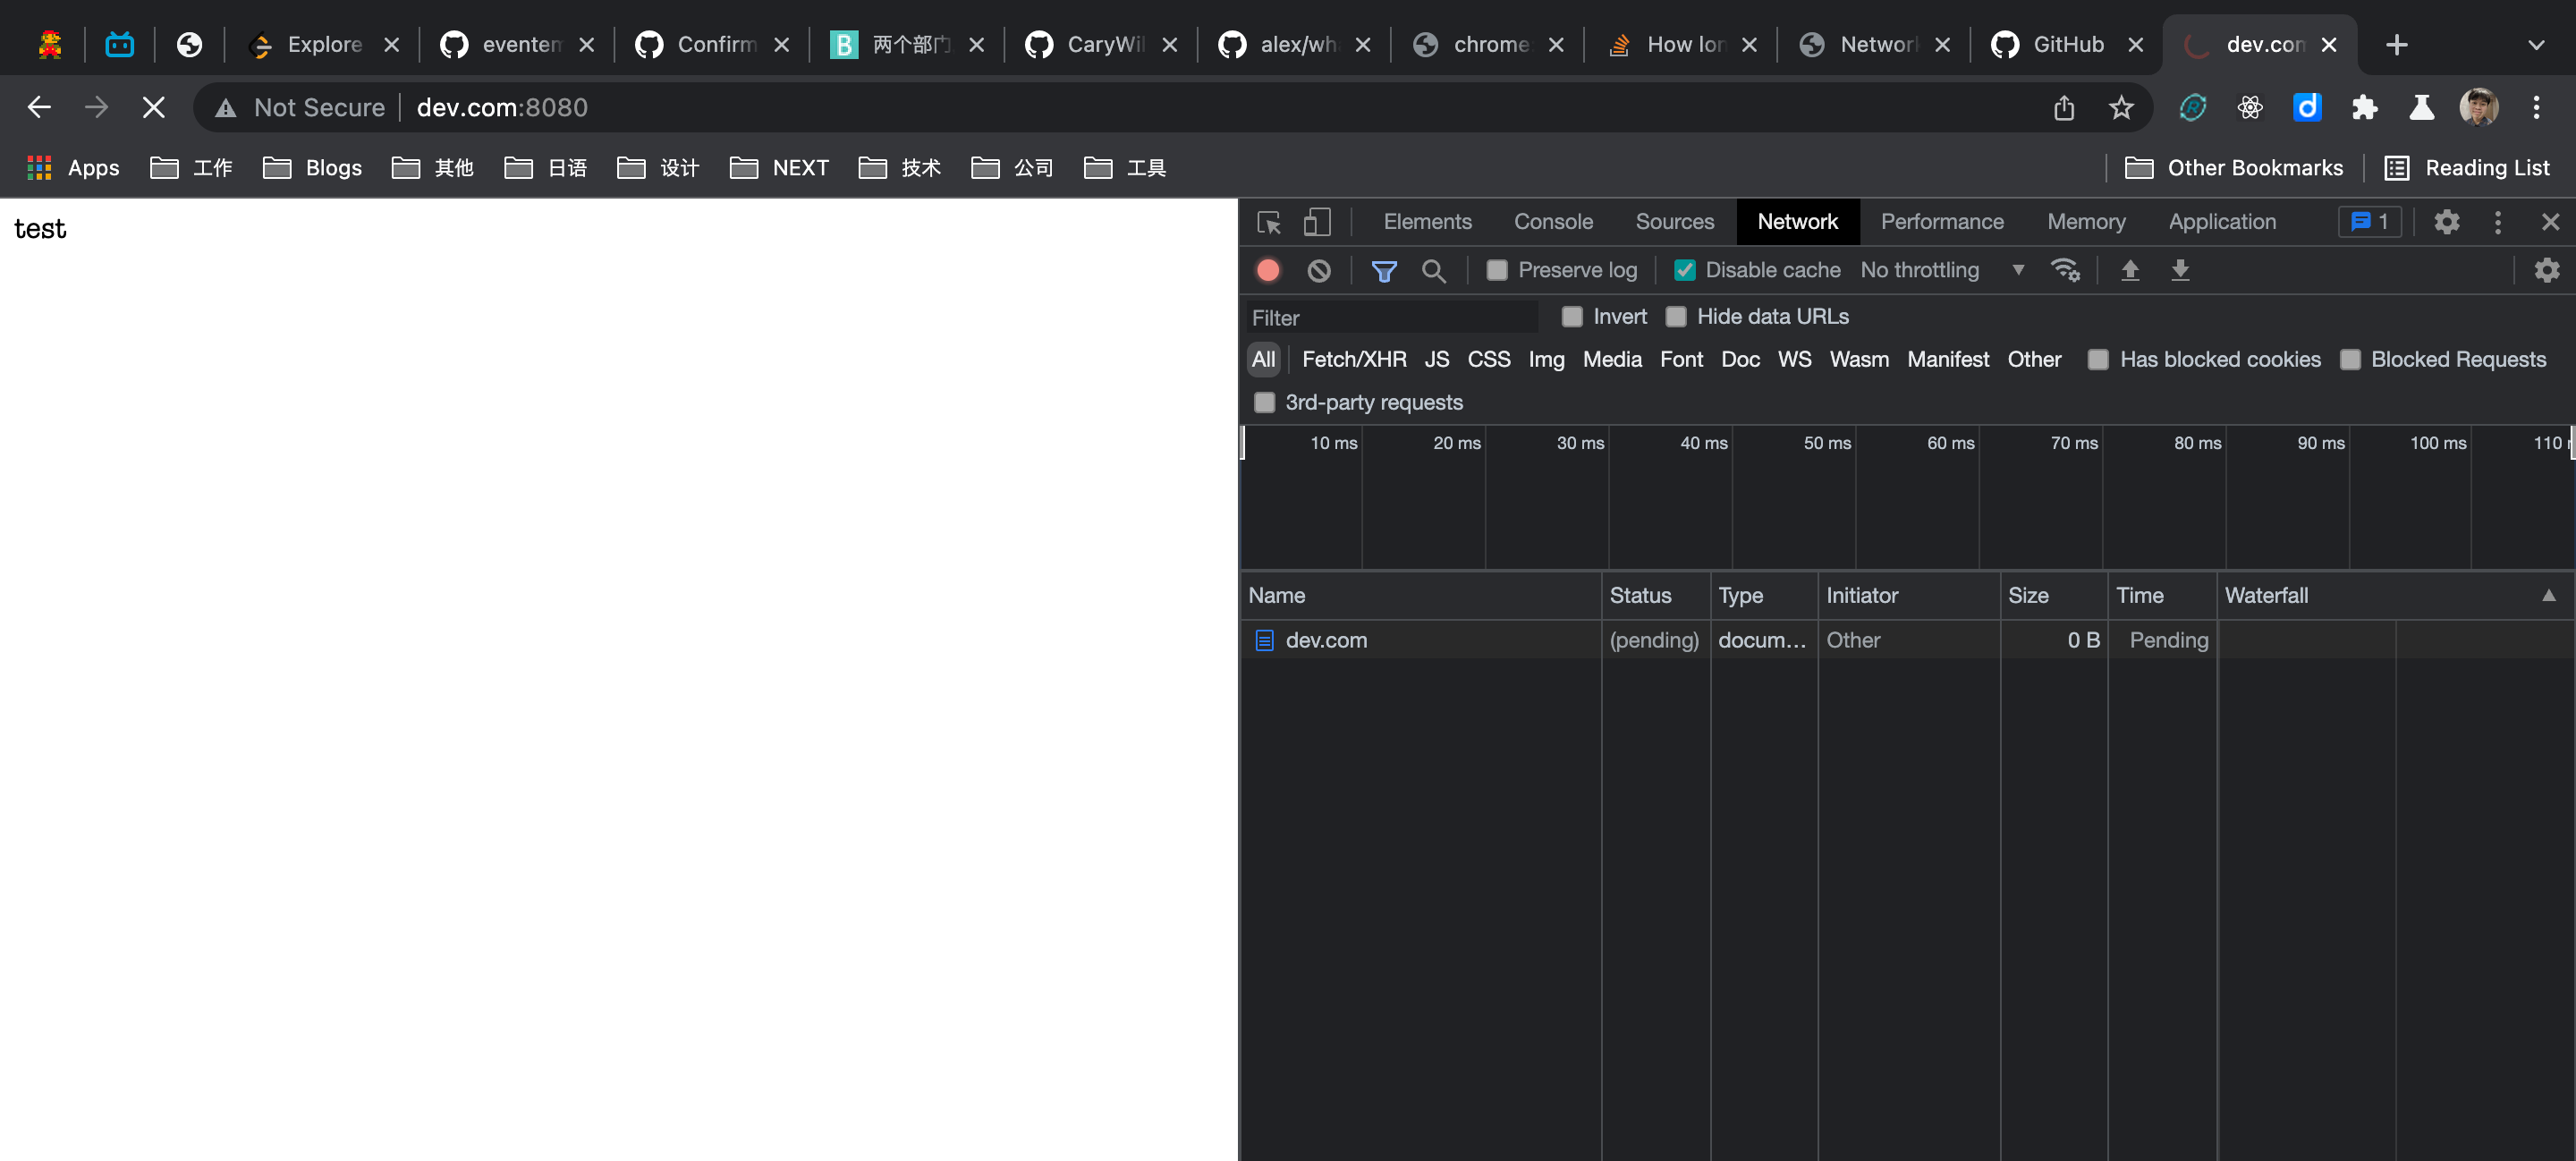 Explore eventem Confirm B 两个部门 CaryWil alex/wh chrome: How lon Network GitHub dev.com
Not Secure dev.com:8080
Apps 工作 Blogs 其他 日语 设计 NEXT 技术 公司 工具 Other Bookmarks Reading List
test
Elements Console Sources Network Performance Memory Application 1
Preserve log Disable cache No throttling
Filter Invert Hide data URLs
All Fetch/XHR JS CSS Img Media Font Doc WS Wasm Manifest Other Has blocked cookies Blocked Requests
3rd-party requests
10 ms 20 ms 30 ms 40 ms 50 ms 60 ms 70 ms 80 ms 90 ms 100 ms 110
Name Status Type Initiator Size Time Waterfall
dev.com (pending) docum... Other 0 B Pending